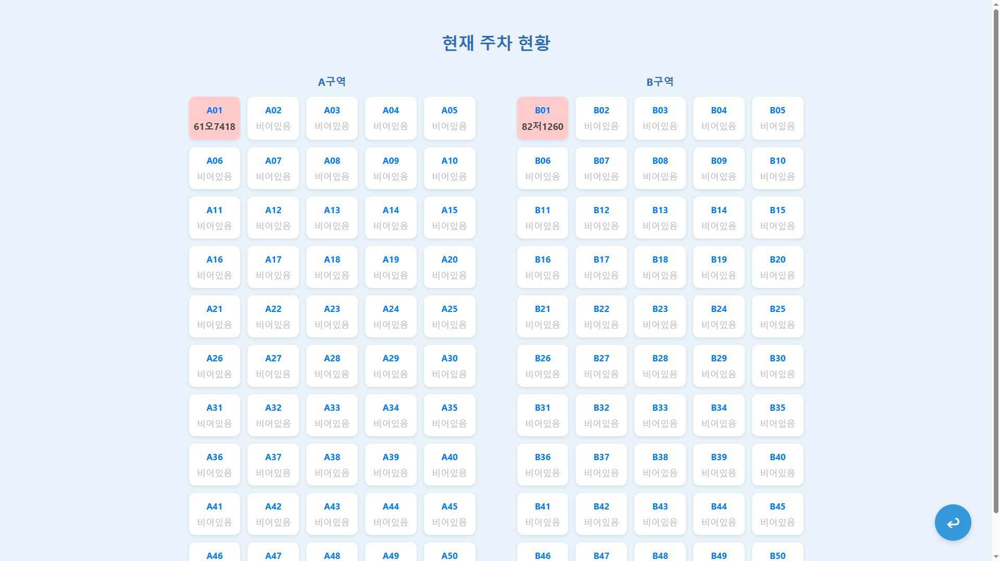 현재 주차 현황
A구역
A01 A02 A03 A04 A05
61오7418 비어있음 비어있음 비어있음 비어있음
A06 A07 A08 A09 A10
비어있음 비어있음 비어있음 비어있음 비어있음
A11 A12 A13 A14 A15
비어있음 비어있음 비어있음 비어있음 비어있음
A16 A17 A18 A19 A20
비어있음 비어있음 비어있음 비어있음 비어있음
A21 A22 A23 A24 A25
비어있음 비어있음 비어있음 비어있음 비어있음
A26 A27 A28 A29 A30
비어있음 비어있음 비어있음 비어있음 비어있음
A31 A32 A33 A34 A35
비어있음 비어있음 비어있음 비어있음 비어있음
A36 A37 A38 A39 A40
비어있음 비어있음 비어있음 비어있음 비어있음
A41 A42 A43 A44 A45
비어있음 비어있음 비어있음 비어있음 비어있음
A46 A47 A48 A49 A50
B구역
B01 B02 B03 B04 B05
82저1260 비어있음 비어있음 비어있음 비어있음
B06 B07 B08 B09 B10
비어있음 비어있음 비어있음 비어있음 비어있음
B11 B12 B13 B14 B15
비어있음 비어있음 비어있음 비어있음 비어있음
B16 B17 B18 B19 B20
비어있음 비어있음 비어있음 비어있음 비어있음
B21 B22 B23 B24 B25
비어있음 비어있음 비어있음 비어있음 비어있음
B26 B27 B28 B29 B30
비어있음 비어있음 비어있음 비어있음 비어있음
B31 B32 B33 B34 B35
비어있음 비어있음 비어있음 비어있음 비어있음
B36 B37 B38 B39 B40
비어있음 비어있음 비어있음 비어있음 비어있음
B41 B42 B43 B44 B45
비어있음 비어있음 비어있음 비어있음 비어있음
B46 B47 B48 B49 B50